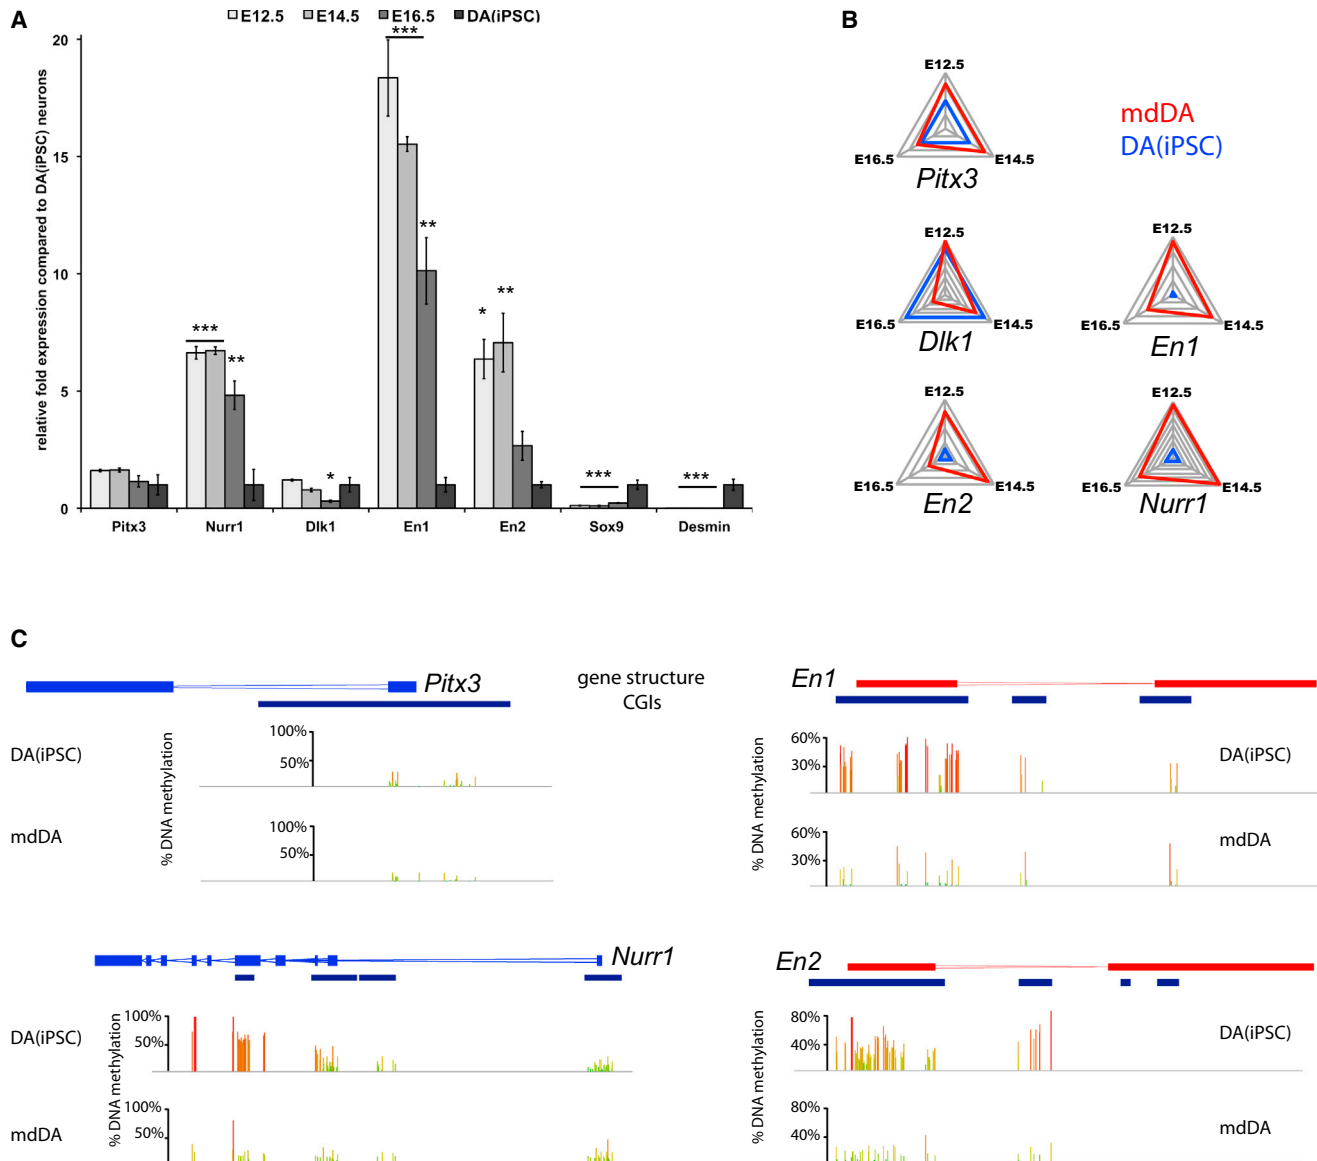 A
E12.5 E14.5 E16.5 DA(iPSC)
relative fold expression compared to DA(iPSC) neurons
20
15
10
5
0
***
**
*
***
**
*
**
***
***
Pitx3 Nurr1 Dlk1 En1 En2 Sox9 Desmin
B
mdDA
DA(iPSC)
E12.5
E16.5 E14.5
Pitx3
E12.5
E16.5 E14.5
Dlk1
E12.5
E16.5 E14.5
En1
E12.5
E16.5 E14.5
En2
E12.5
E16.5 E14.5
Nurr1
C
Pitx3
gene structure
CGIs
DA(iPSC)
% DNA methylation
100%
50%
mdDA
100%
50%
En1
% DNA methylation
60%
30%
DA(iPSC)
60%
30%
mdDA
Nurr1
DA(iPSC)
% DNA methylation
100%
50%
mdDA
100%
50%
En2
% DNA methylation
80%
40%
DA(iPSC)
80%
40%
mdDA